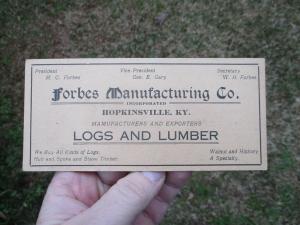 President Vice President Secretary
M. C. Forbes Geo. E. Gary W. H. Forbes
Forbes Manufacturing Co.
INCORPORATED
HOPKINSVILLE, KY.
MANUFACTURERS AND EXPORTERS
LOGS AND LUMBER
We Buy All Kinds of Logs, Walnut and Hickory
Hub and Spoke and Stave Timber. A Specialty.